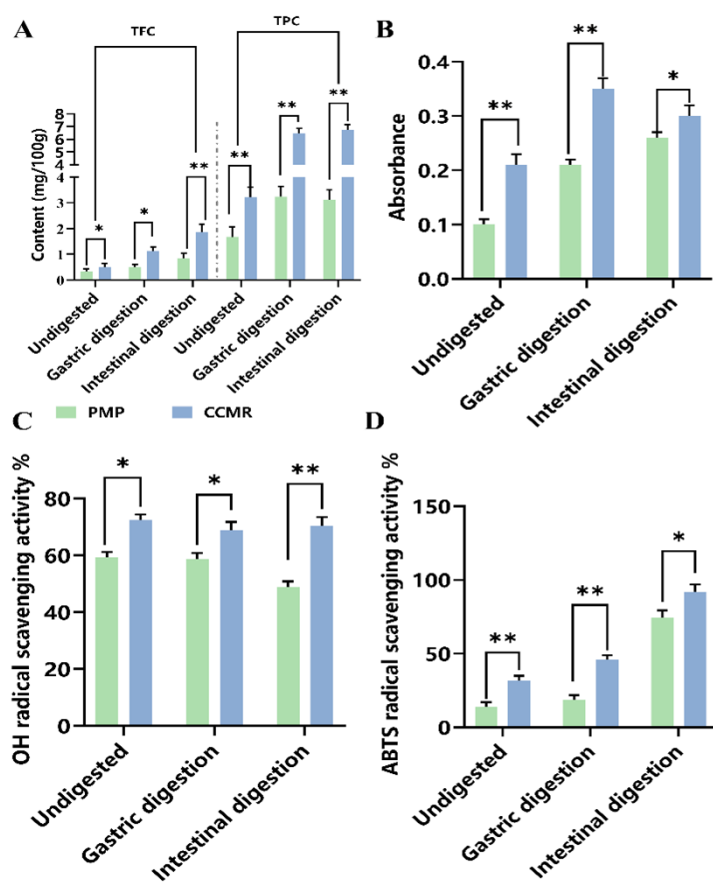 A
TFC
TPC
** ** **
* * **
Content (mg/100g)
8
7
6
5
4
4
3
2
1
0
Undigested
Gastric digestion
Intestinal digestion
Undigested
Gastric digestion
Intestinal digestion
B
** ** *
Absorbance
0.4
0.3
0.2
0.1
0.0
Undigested
Gastric digestion
Intestinal digestion
PMP CCMR
C
* * **
OH radical scavenging activity %
80
60
40
20
0
Undigested
Gastric digestion
Intestinal digestion
D
** ** *
ABTS radical scavenging activity %
150
100
50
0
Undigested
Gastric digestion
Intestinal digestion